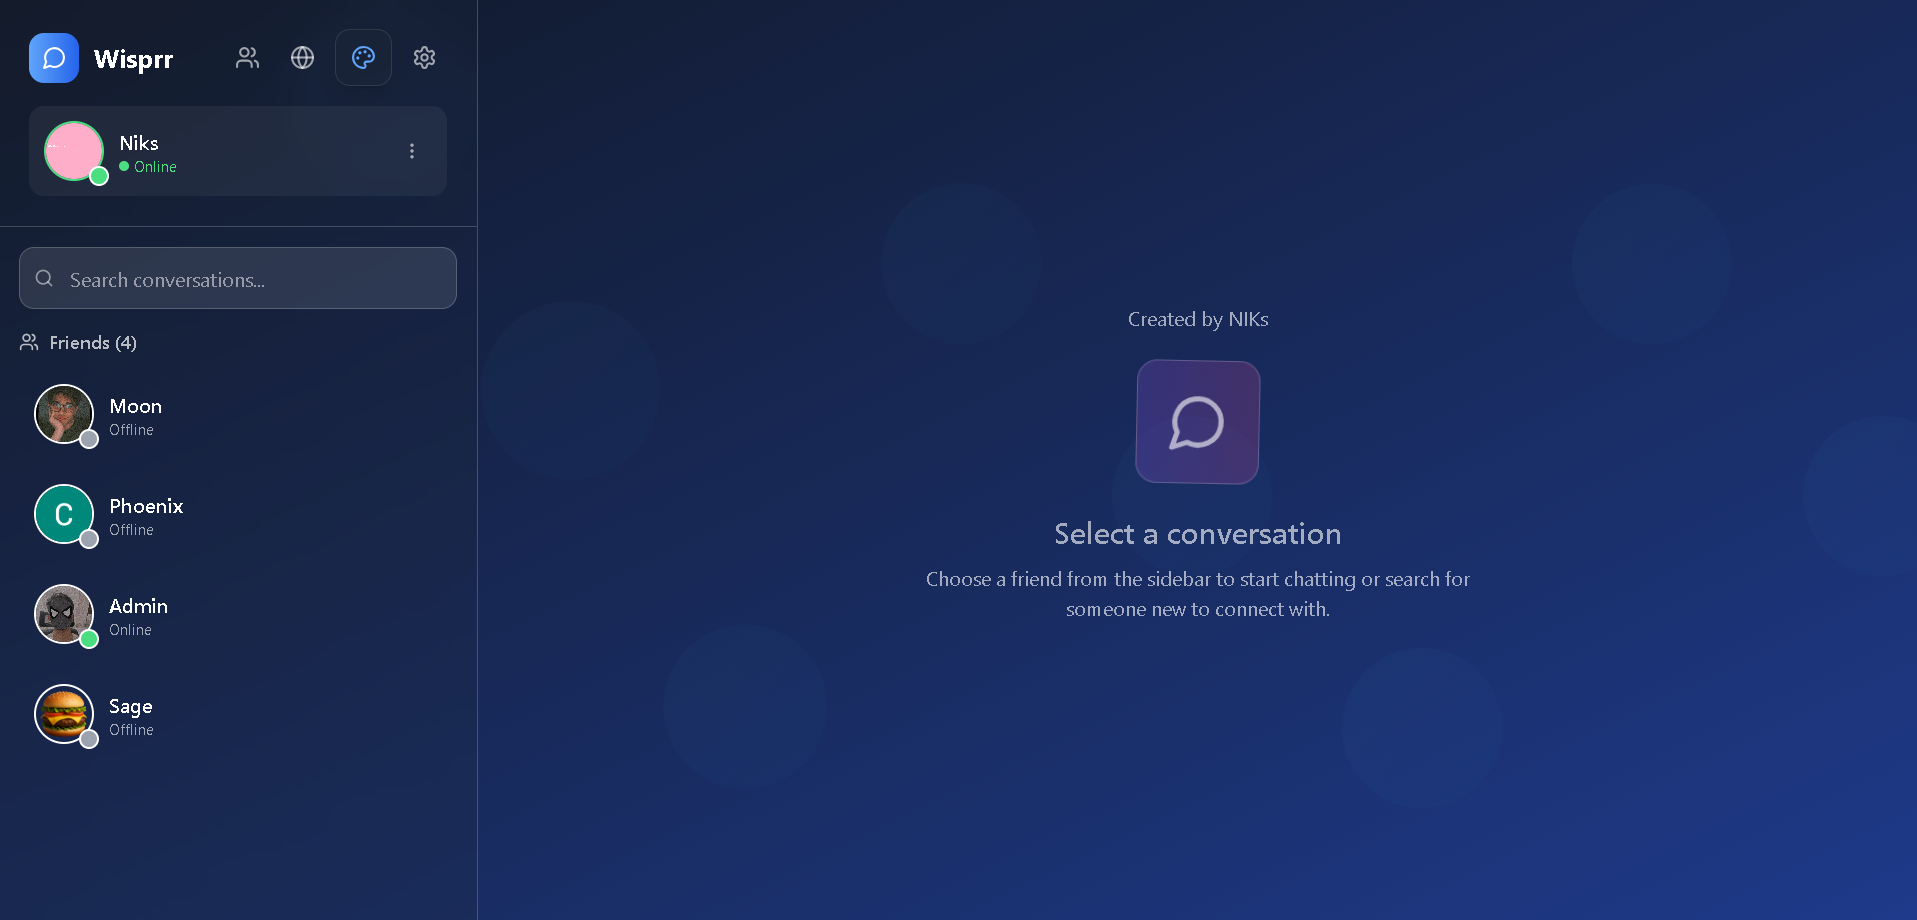 Wisprr
Niks
Online
Search conversations...
Friends (4)
Moon
Offline
C
Phoenix
Offline
Admin
Online
Sage
Offline
Created by NIKs
Select a conversation
Choose a friend from the sidebar to start chatting or search for
someone new to connect with.